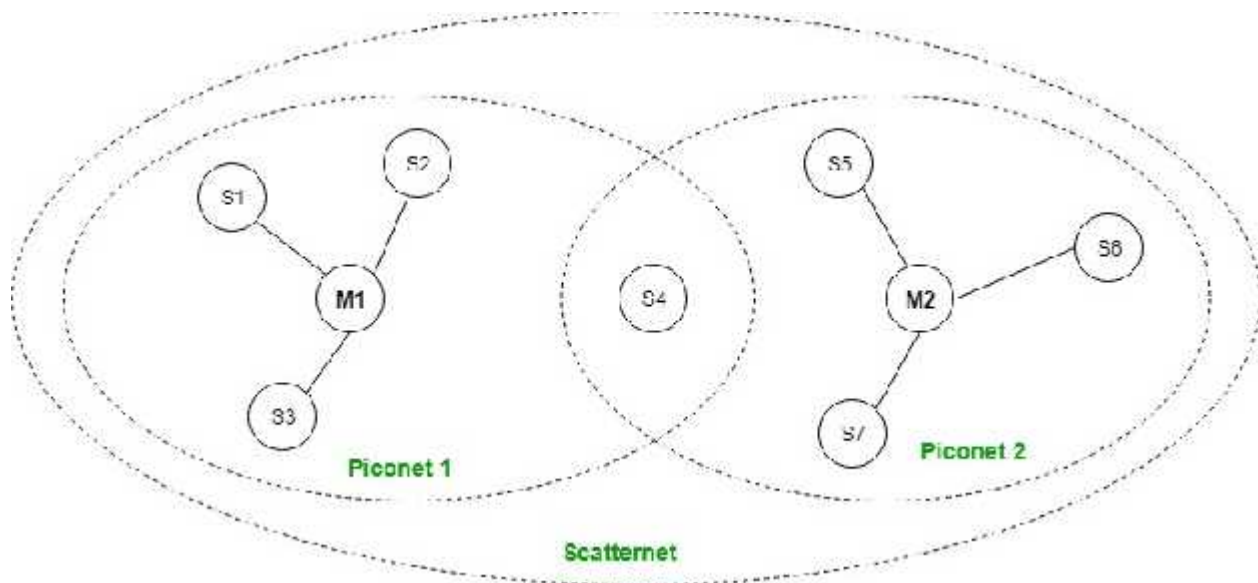 S2
S5
S1
S6
M1
S4
M2
S3
S7
Piconet 1
Piconet 2
Scatternet